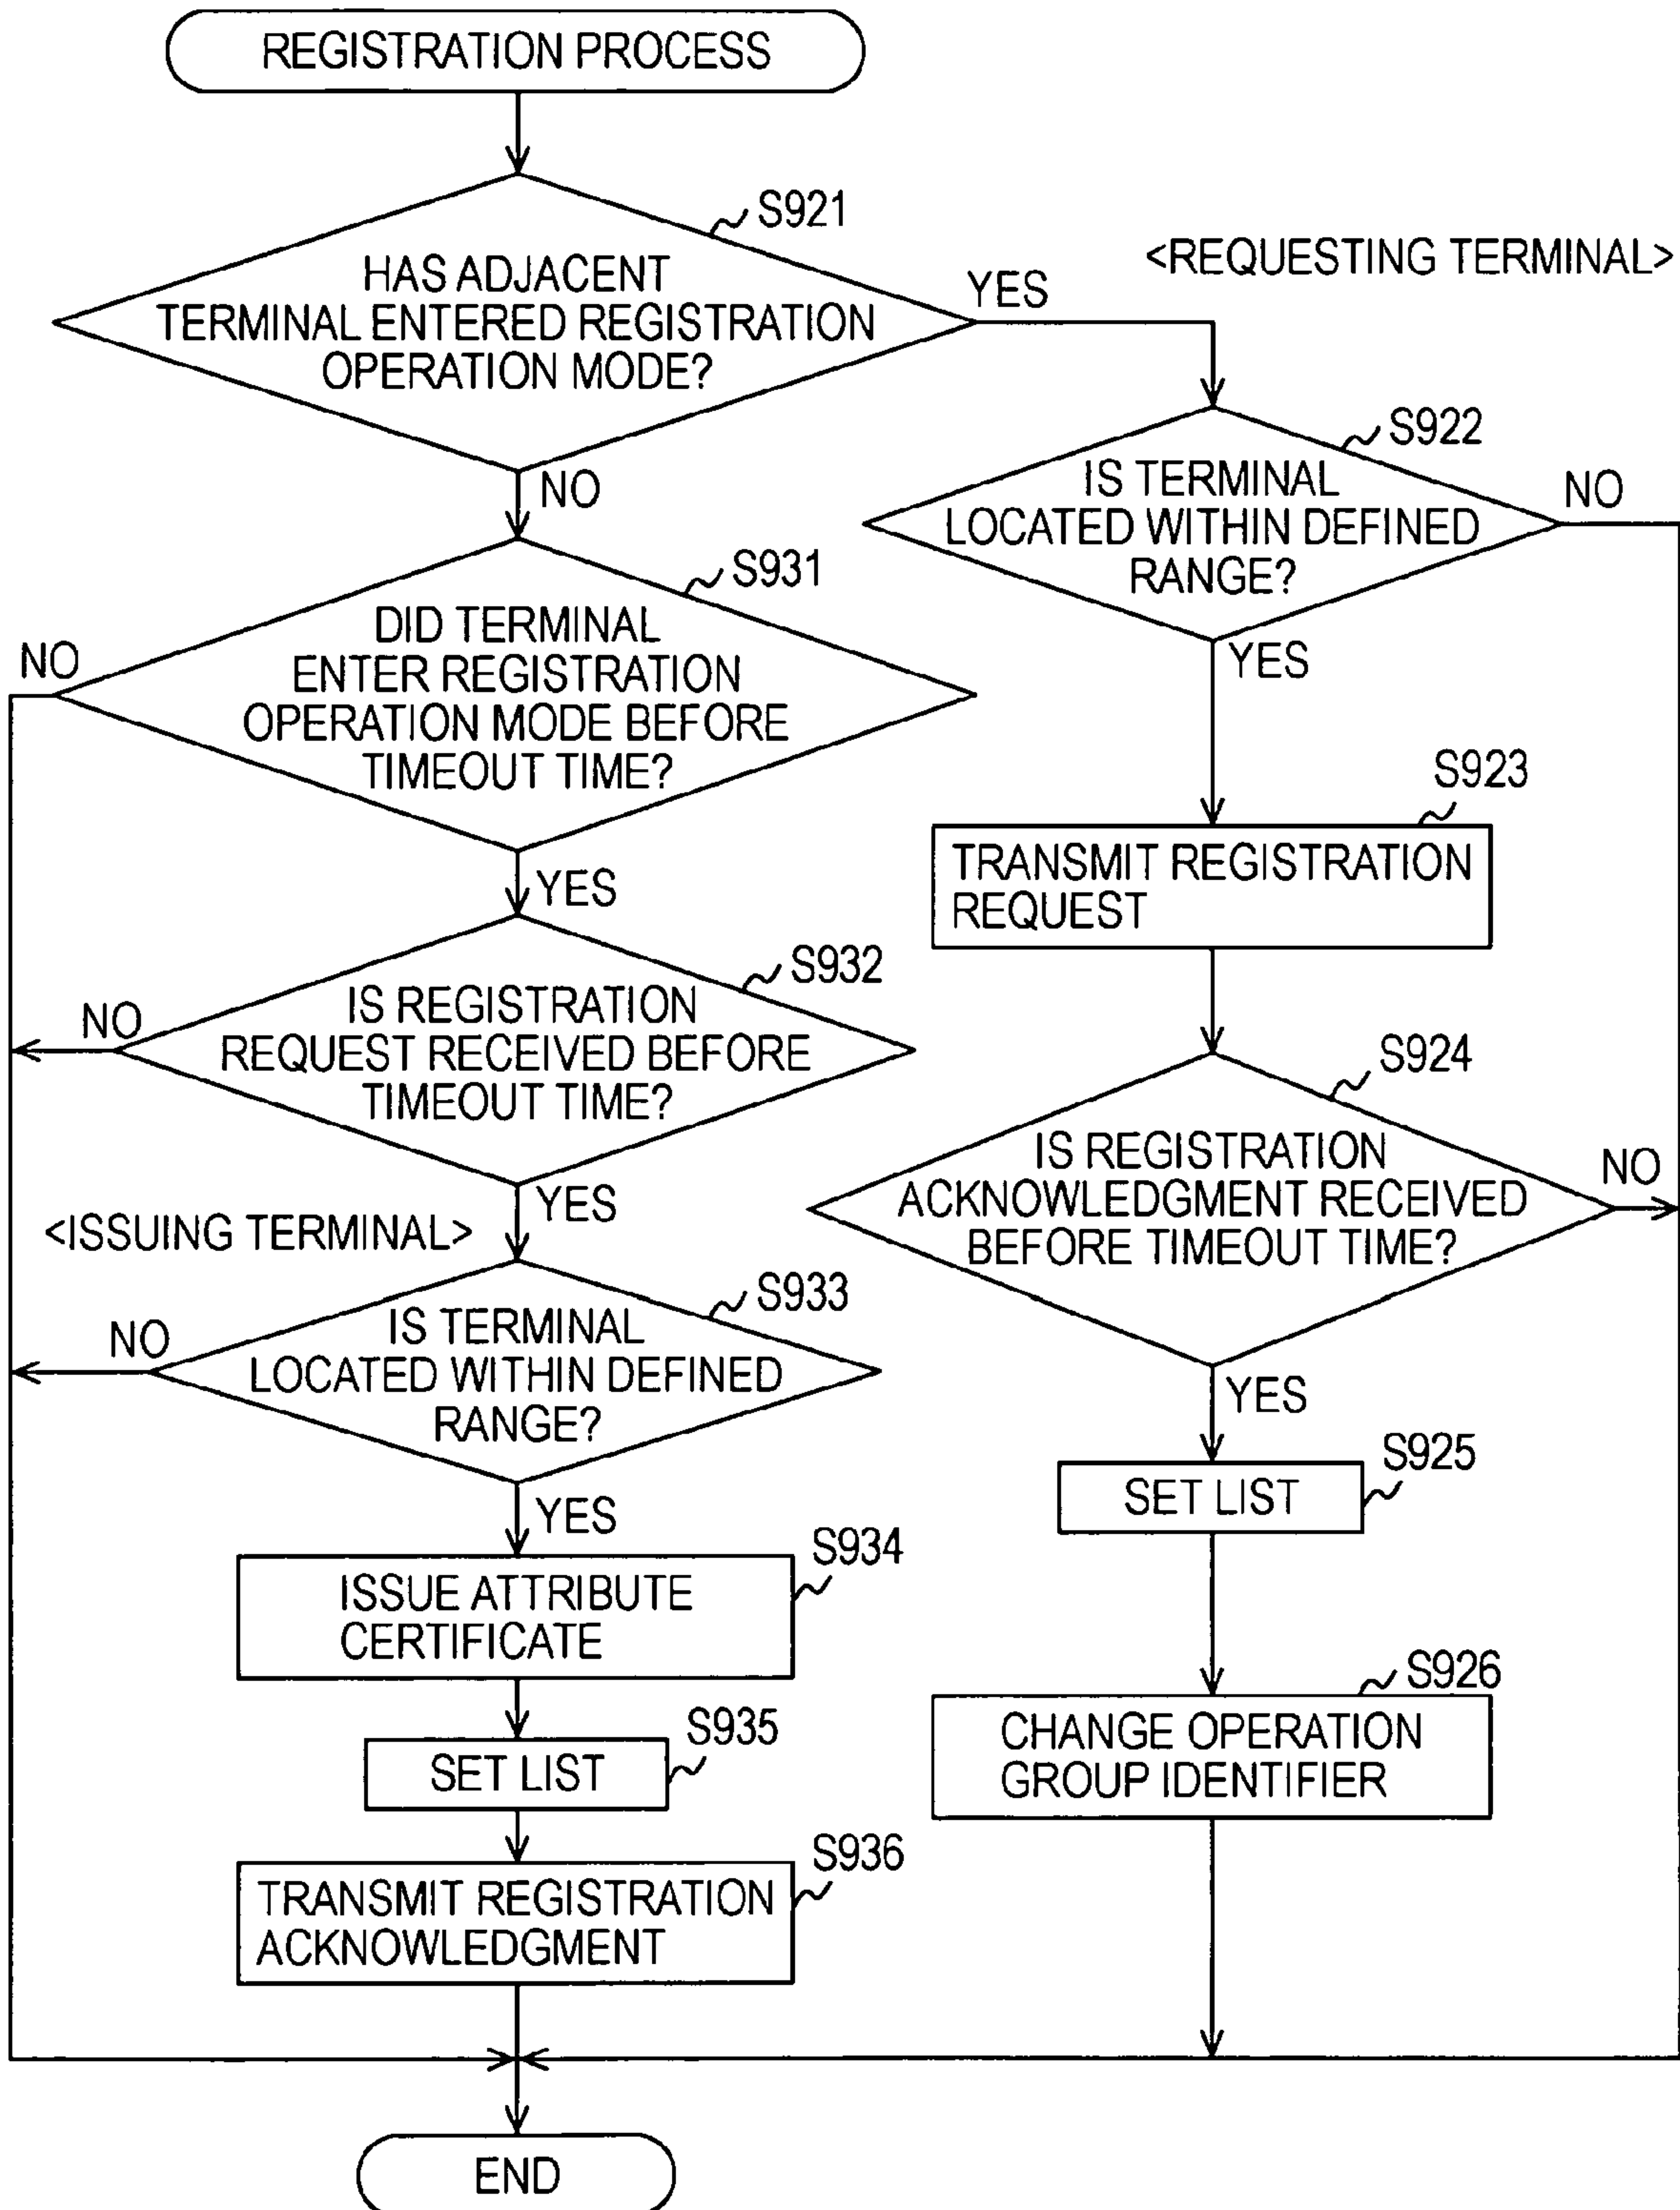 REGISTRATION PROCESS
S921
HAS ADJACENT
TERMINAL ENTERED REGISTRATION
OPERATION MODE?
YES
NO
<REQUESTING TERMINAL>
S922
IS TERMINAL
LOCATED WITHIN DEFINED
RANGE?
NO
YES
S923
TRANSMIT REGISTRATION
REQUEST
S924
IS REGISTRATION
ACKNOWLEDGMENT RECEIVED
BEFORE TIMEOUT TIME?
NO
YES
S925
SET LIST
S926
CHANGE OPERATION
GROUP IDENTIFIER
S931
DID TERMINAL
ENTER REGISTRATION
OPERATION MODE BEFORE
TIMEOUT TIME?
NO
YES
S932
IS REGISTRATION
REQUEST RECEIVED BEFORE
TIMEOUT TIME?
NO
YES
<ISSUING TERMINAL>
S933
IS TERMINAL
LOCATED WITHIN DEFINED
RANGE?
NO
YES
S934
ISSUE ATTRIBUTE
CERTIFICATE
S935
SET LIST
S936
TRANSMIT REGISTRATION
ACKNOWLEDGMENT
END